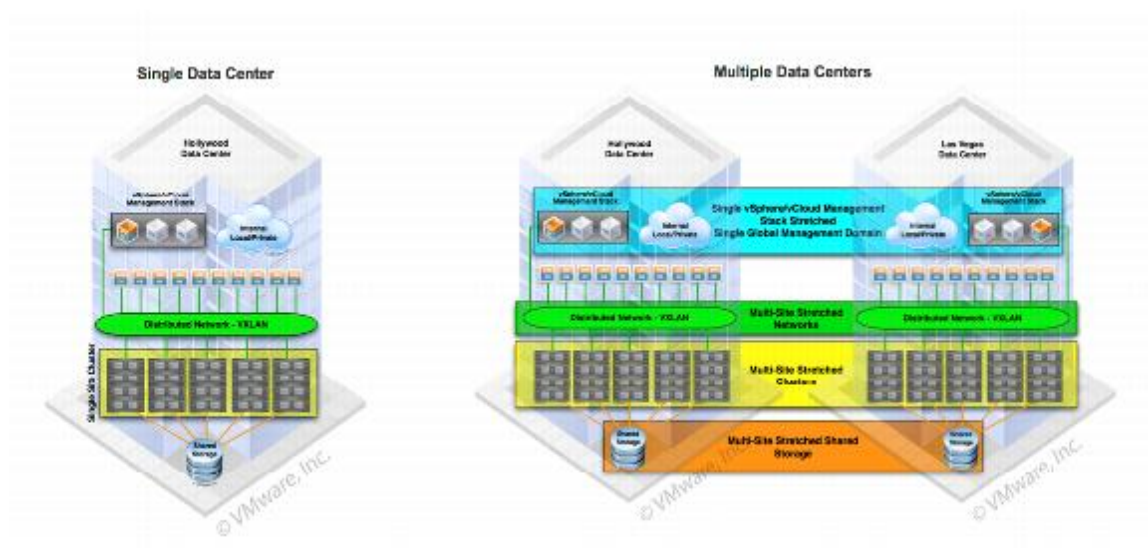 Single Data Center
Multiple Data Centers
Hollywood
Data Center
Management Stack
Internal
Local/Private
Distributed Network - VXLAN
Single Site Cluster
Shared
Storage
© VMware, Inc.
Hollywood
Data Center
Las Vegas
Data Center
vSphere/vCloud
Management Stack
Internal
Local/Private
Single vSphere/vCloud Management
Stack Stretched
Single Global Management Domain
Internal
Local/Private
vSphere/vCloud
Management Stack
Distributed Network - VXLAN
Multi-Site Stretched
Networks
Distributed Network - VXLAN
Multi-Site Stretched
Clusters
Shared
Storage
Multi-Site Stretched Shared
Storage
Shared
Storage
© VMware, Inc.
© VMware, Inc.